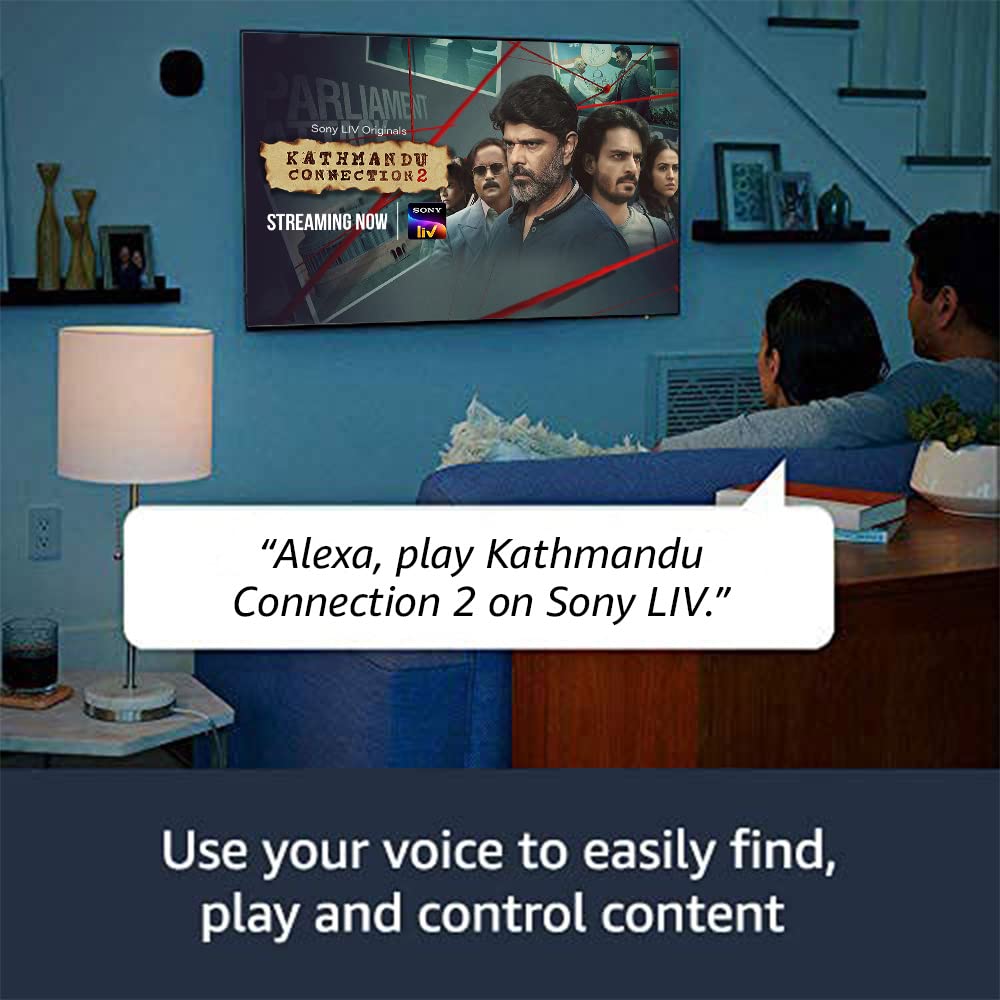 PARLIAMENT
Sony LIV Originals
KATHMANDU
CONNECTION 2
STREAMING NOW
SONY
liv
“Alexa, play Kathmandu
Connection 2 on Sony LIV.”
Use your voice to easily find,
play and control content